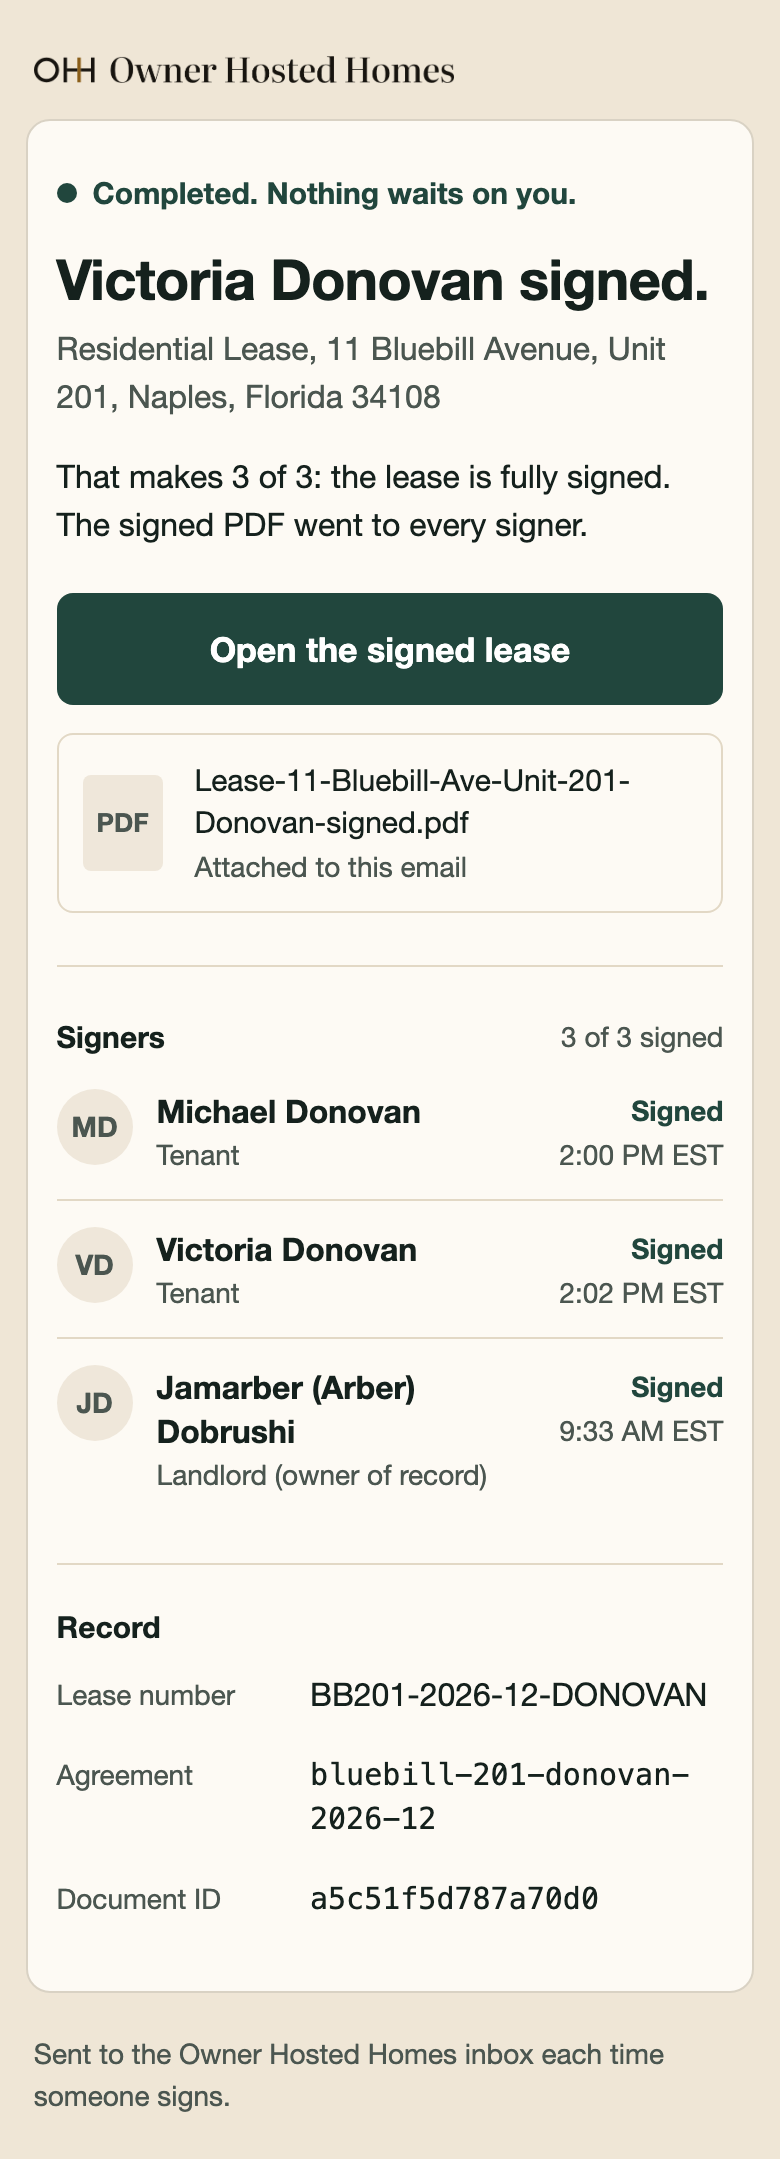 OHH Owner Hosted Homes
Completed. Nothing waits on you.
Victoria Donovan signed.
Residential Lease, 11 Bluebill Avenue, Unit
201, Naples, Florida 34108
That makes 3 of 3: the lease is fully signed.
The signed PDF went to every signer.
Open the signed lease
PDF
Lease-11-Bluebill-Ave-Unit-201-
Donovan-signed.pdf
Attached to this email
Signers
3 of 3 signed
MD
Michael Donovan
Signed
Tenant
2:00 PM EST
VD
Victoria Donovan
Signed
Tenant
2:02 PM EST
JD
Jamarber (Arber)
Signed
Dobrushi
9:33 AM EST
Landlord (owner of record)
Record
Lease number
BB201-2026-12-DONOVAN
Agreement
bluebill-201-donovan-
2026-12
Document ID
a5c51f5d787a70d0
Sent to the Owner Hosted Homes inbox each time
someone signs.